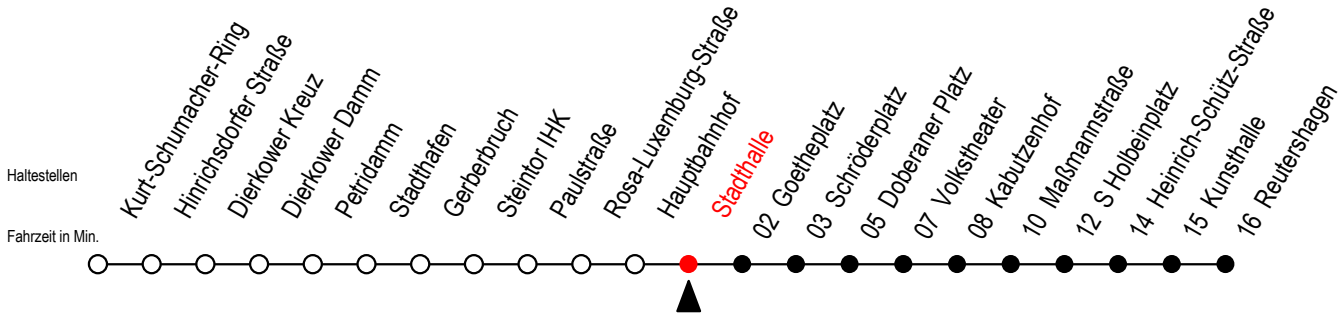 Haltestellen
Fahrzeit in Min.
Kurt-Schumacher-Ring
Hinrichsdorfer Straße
Dierkower Kreuz
Dierkower Damm
Petridamm
Stadthafen
Gerberbruch
Steintor IHK
Paulstraße
Rosa-Luxemburg-Straße
Hauptbahnhof
Stadthalle
02 Goetheplatz
03 Schröderplatz
05 Doberaner Platz
07 Volkstheater
08 Kabutzenhof
10 Maßmannstraße
12 S Holbeinplatz
14 Heinrich-Schütz-Straße
15 Kunsthalle
16 Reutershagen